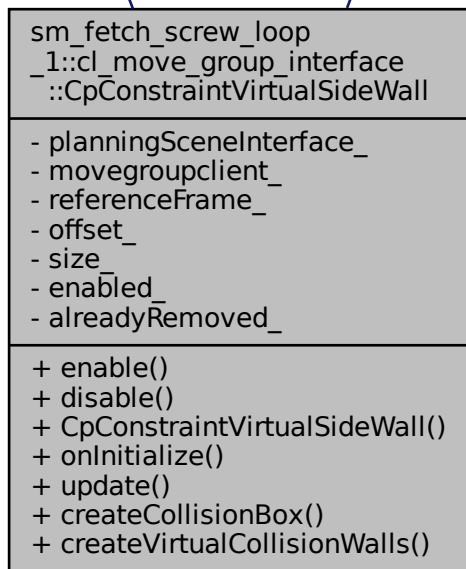 sm_fetch_screw_loop
_1::cl_move_group_interface
::CpConstraintVirtualSideWall
- planningSceneInterface_
- movegroupclient_
- referenceFrame_
- offset_
- size_
- enabled_
- alreadyRemoved_
+ enable()
+ disable()
+ CpConstraintVirtualSideWall()
+ onInitialize()
+ update()
+ createCollisionBox()
+ createVirtualCollisionWalls()